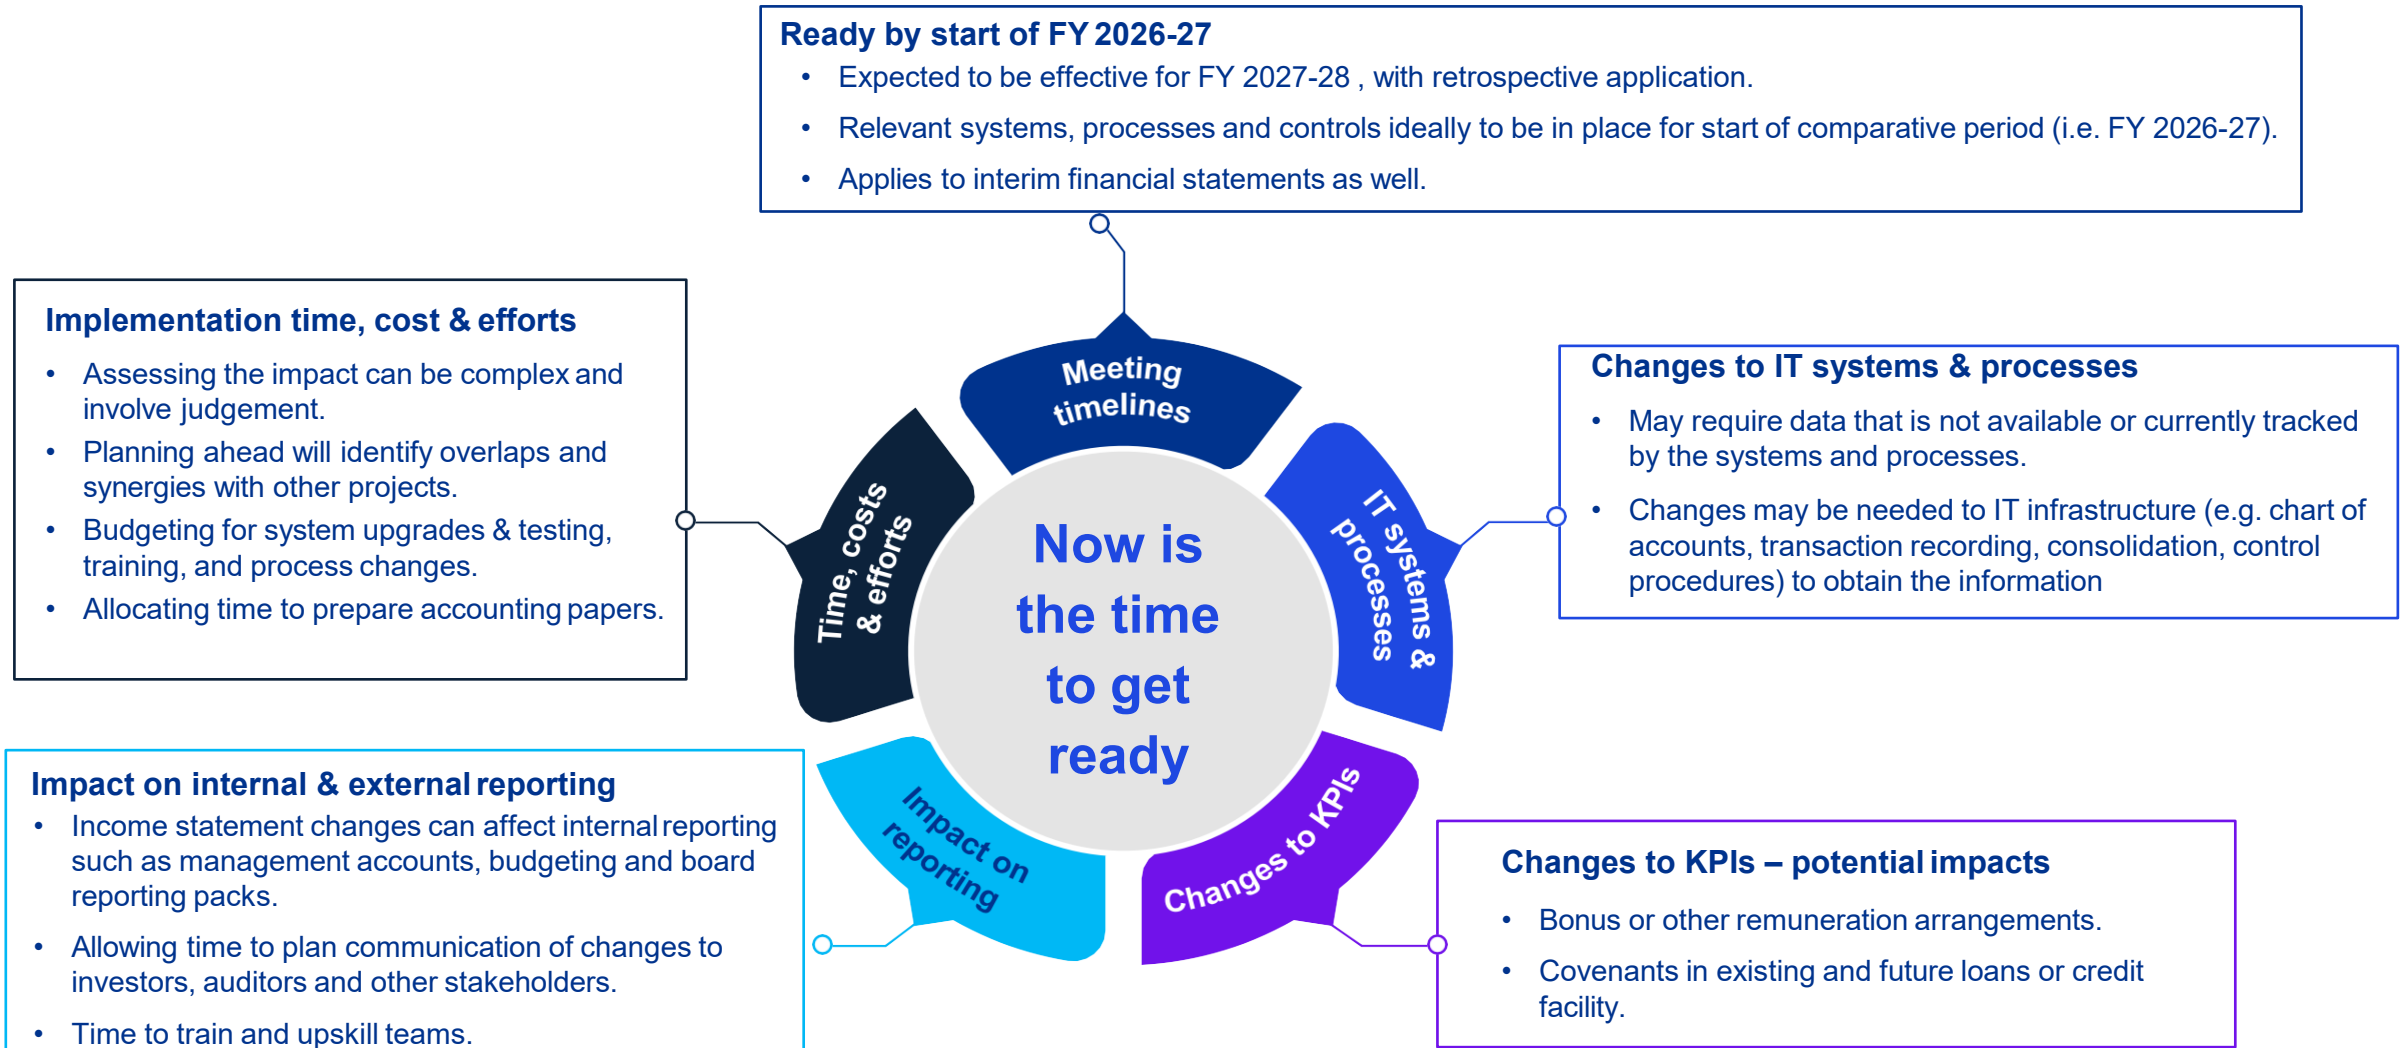 Ready by start of FY 2026-27
• Expected to be effective for FY 2027-28 , with retrospective application.
• Relevant systems, processes and controls ideally to be in place for start of comparative period (i.e. FY 2026-27).
• Applies to interim financial statements as well.
Implementation time, cost & efforts
• Assessing the impact can be complex and
involve judgement.
• Planning ahead will identify overlaps and
synergies with other projects.
• Budgeting for system upgrades & testing,
training, and process changes.
• Allocating time to prepare accounting papers.
Meeting
timelines
Time, costs
& efforts
IT systems &
processes
Now is
the time
to get
ready
Impact on
reporting
Changes to KPIs
Changes to IT systems & processes
• May require data that is not available or currently tracked
by the systems and processes.
• Changes may be needed to IT infrastructure (e.g. chart of
accounts, transaction recording, consolidation, control
procedures) to obtain the information
Impact on internal & external reporting
• Income statement changes can affect internal reporting
such as management accounts, budgeting and board
reporting packs.
• Allowing time to plan communication of changes to
investors, auditors and other stakeholders.
• Time to train and upskill teams.
Changes to KPIs – potential impacts
• Bonus or other remuneration arrangements.
• Covenants in existing and future loans or credit
facility.